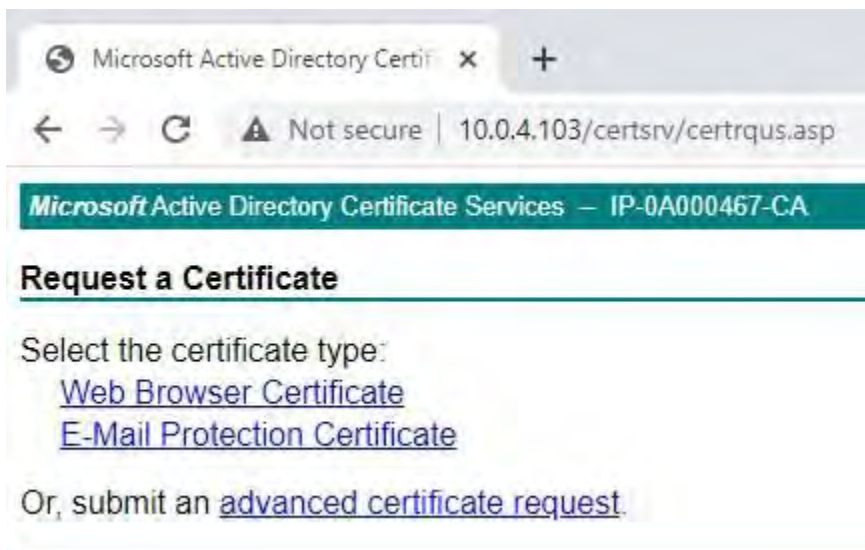 Microsoft Active Directory Certif
Not secure | 10.0.4.103/certsrv/certrqus.asp
Microsoft Active Directory Certificate Services – IP-0A000467-CA
Request a Certificate
Select the certificate type:
Web Browser Certificate
E-Mail Protection Certificate
Or, submit an advanced certificate request.